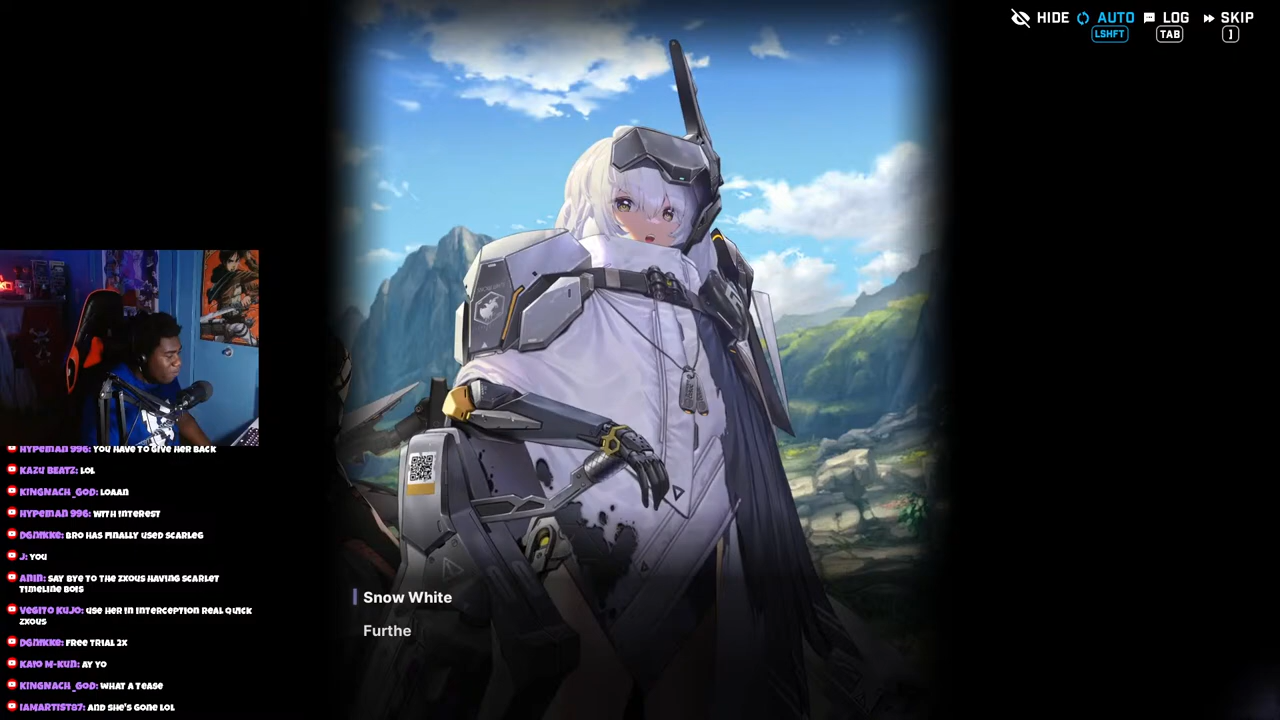 HIDE
AUTO
LOG
SKIP
LSHFT
TAB
]
HYPEMAN 996: YOU HAVE TO GIVE HER BACK
KAZU BEATZ: LOL
KINGNACH_GOD: LOAAN
HYPEMAN 996: WITH INTEREST
DGNIKKE: BRO HAS FINALLY USED SCARLEG
J: YOU
ANIN: SAY BYE TO THE ZXOUS HAVING SCARLET
TIMELINE BOIS
VEGITO KUJO: USE HER IN INTERCEPTION REAL QUICK
ZXOUS
DGNIKKE: FREE TRIAL 2X
KAIO M-KUN: AY YO
KINGNACH_GOD: WHAT A TEASE
IAMARTIST87: AND SHE'S GONE LOL
Snow White
Furthe